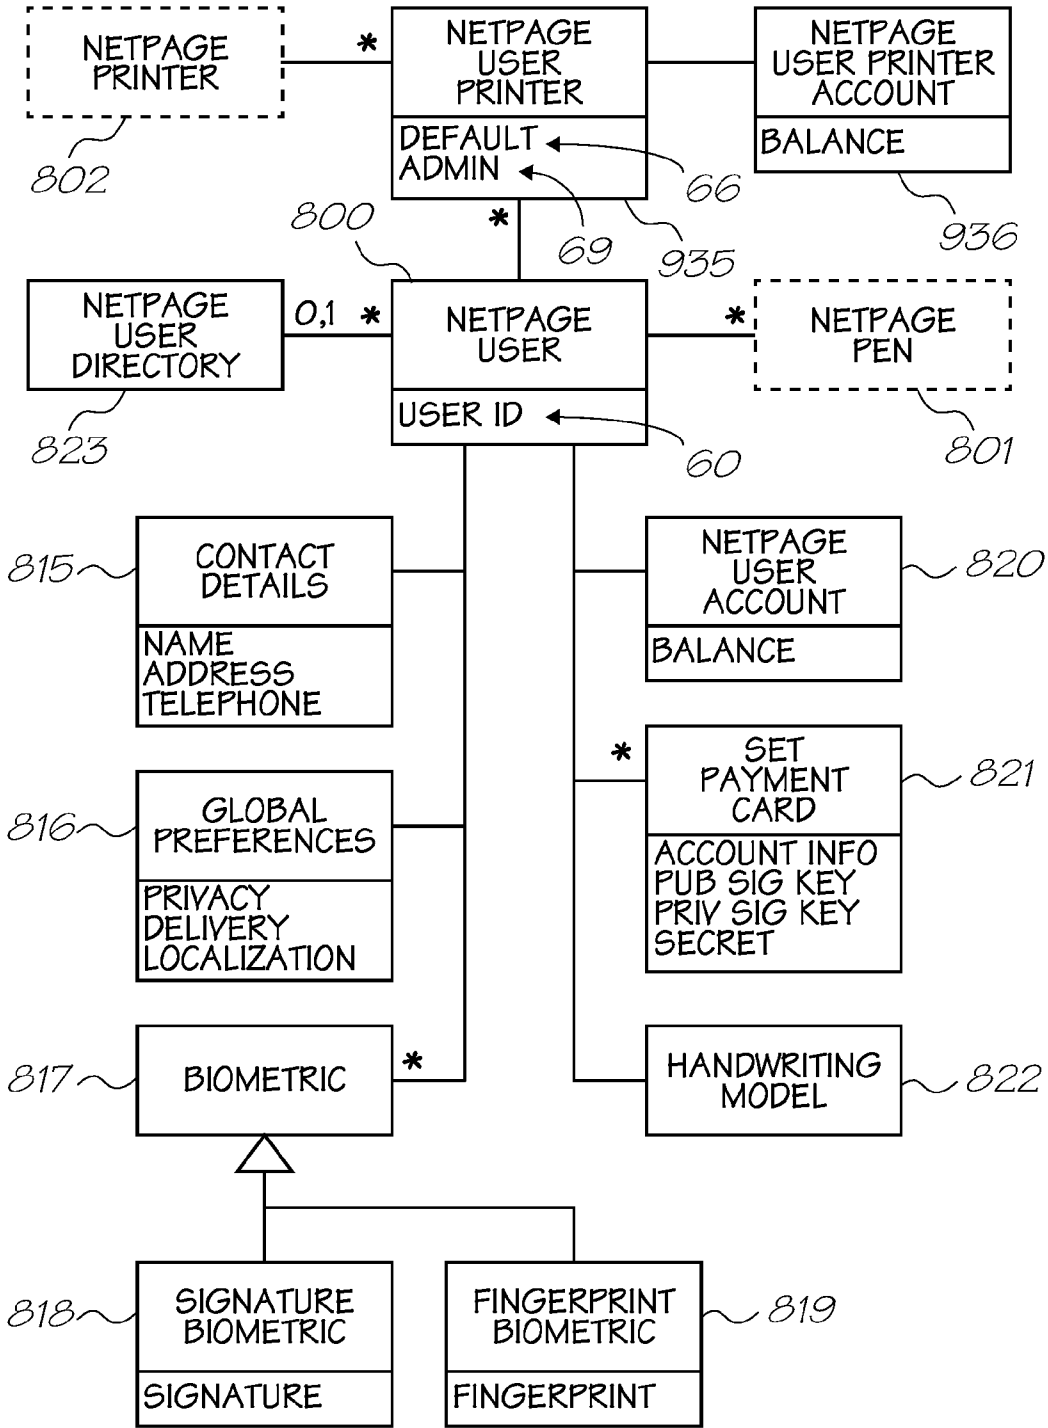 NETPAGE
PRINTER
802
*
NETPAGE
USER
PRINTER
DEFAULT
ADMIN
66
69
935
NETPAGE
USER PRINTER
ACCOUNT
BALANCE
936
*
800
NETPAGE
USER
DIRECTORY
823
0,1 *
NETPAGE
USER
USER ID
60
*
NETPAGE
PEN
801
815
CONTACT
DETAILS
NAME
ADDRESS
TELEPHONE
NETPAGE
USER
ACCOUNT
BALANCE
820
816
GLOBAL
PREFERENCES
PRIVACY
DELIVERY
LOCALIZATION
*
SET
PAYMENT
CARD
ACCOUNT INFO
PUB SIG KEY
PRIV SIG KEY
SECRET
821
817
BIOMETRIC
*
HANDWRITING
MODEL
822
818
SIGNATURE
BIOMETRIC
SIGNATURE
FINGERPRINT
BIOMETRIC
FINGERPRINT
819